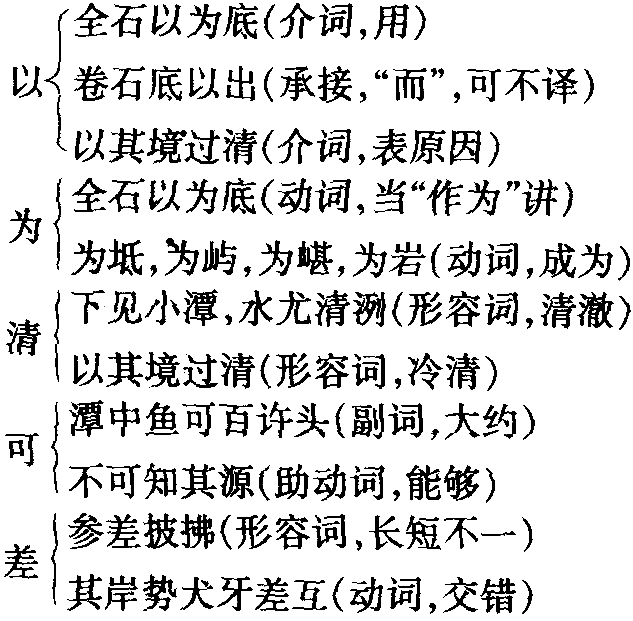 以
全石以为底(介词,用)
卷石底以出(承接,“而”,可不译)
以其境过清(介词,表原因)
为
全石以为底(动词,当“作为”讲)
为坻,为屿,为嵁,为岩(动词,成为)
清
下见小潭,水尤清洌(形容词,清澈)
以其境过清(形容词,冷清)
可
潭中鱼可百许头(副词,大约)
不可知其源(助动词,能够)
差
参差披拂(形容词,长短不一)
其岸势犬牙差互(动词,交错)